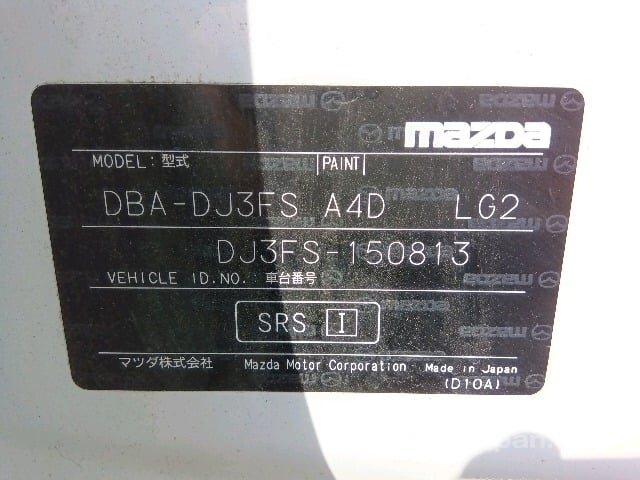 mazda
MODEL: 型式 PAINT
DBA-DJ3FS A4D LG2
DJ3FS-150813
VEHICLE ID.NO. 車台番号
SRS I
マツダ株式会社 Mazda Motor Corporation Made in Japan
(D10A)